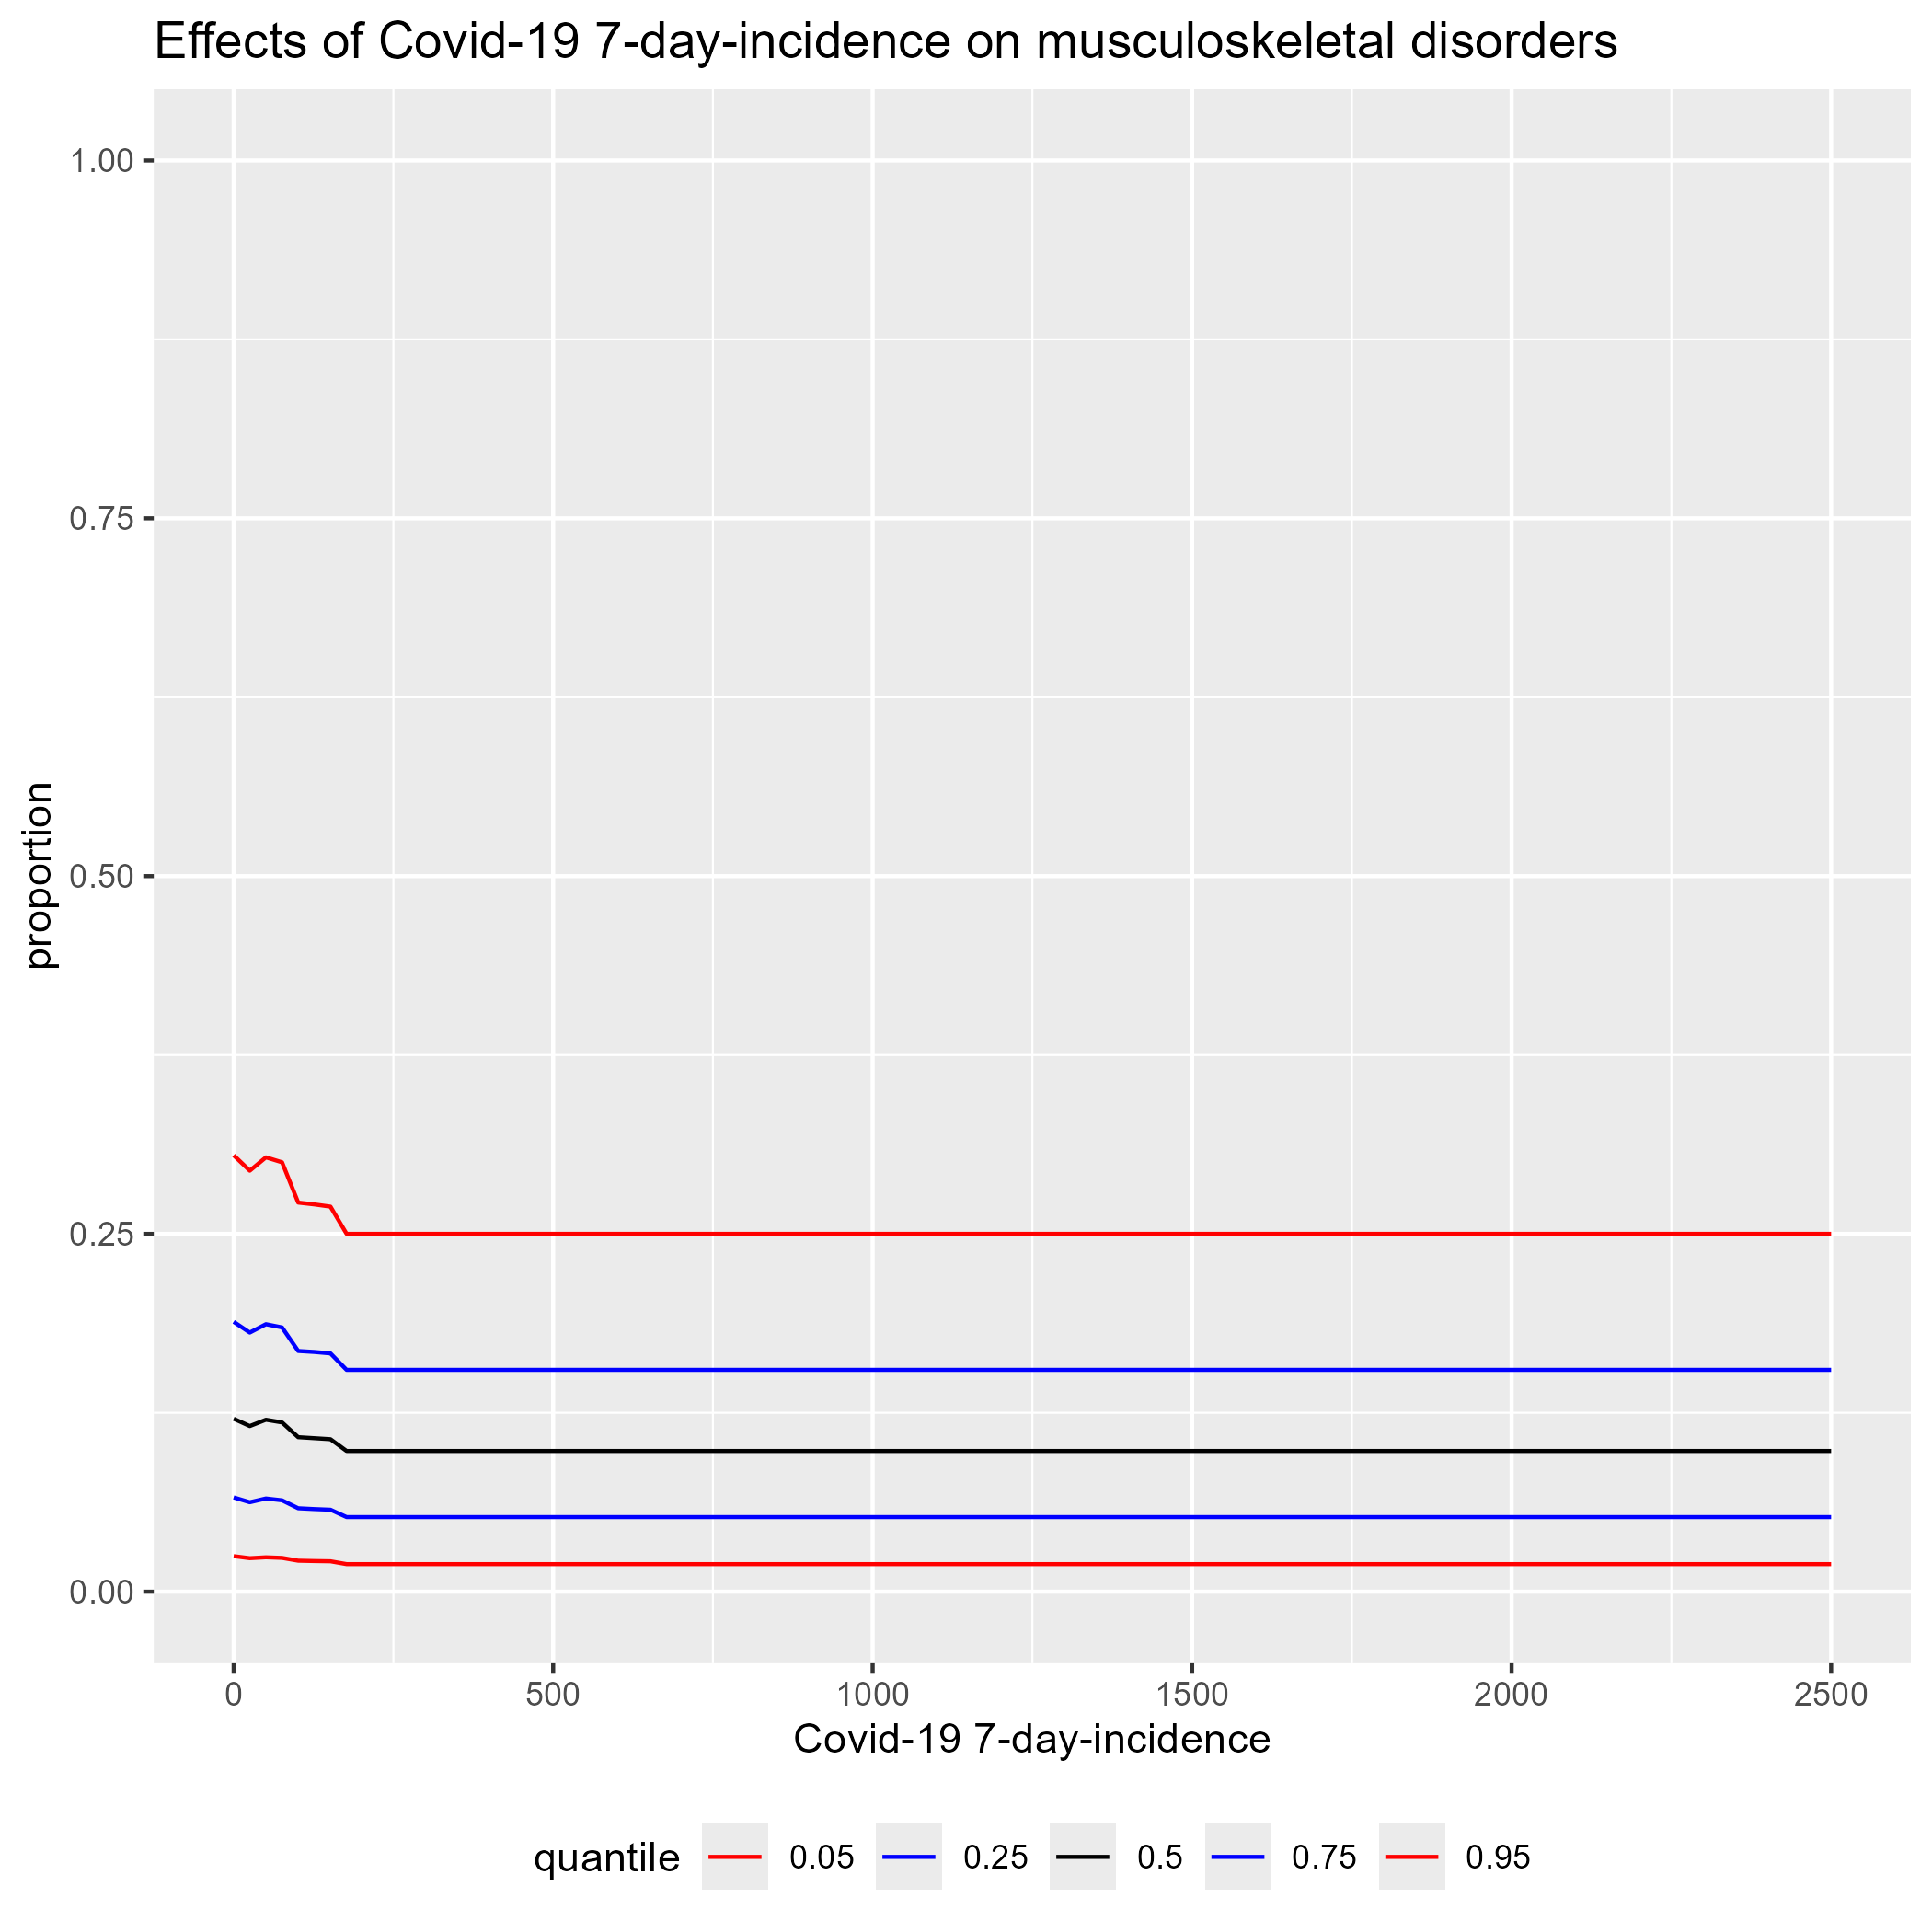 Effects of Covid-19 7-day-incidence on musculoskeletal disorders
1.00
0.75
0.50
0.25
0.00
proportion
0 500 1000 1500 2000 2500
Covid-19 7-day-incidence
quantile 0.05 0.25 0.5 0.75 0.95